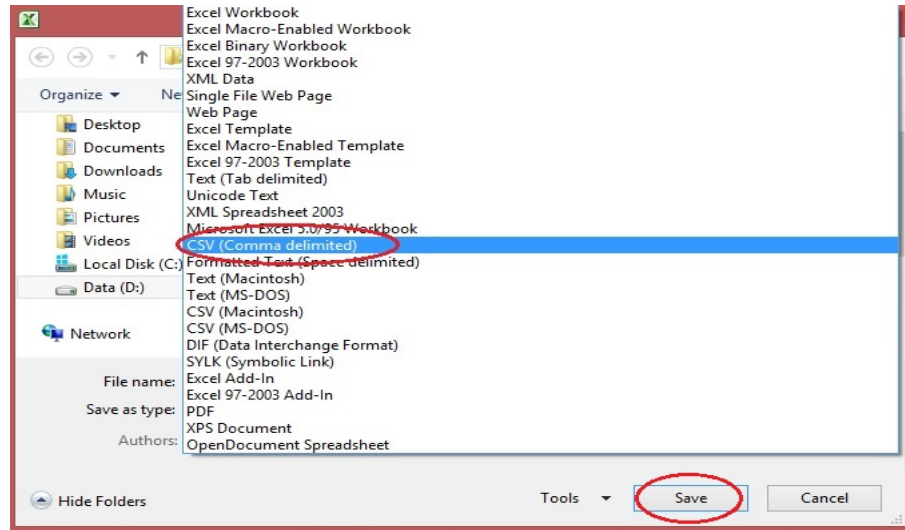 Excel Workbook
Excel Macro-Enabled Workbook
Excel Binary Workbook
Excel 97-2003 Workbook
XML Data
Organize
Ne
Single File Web Page
Web Page
Desktop
Excel Template
Documents
Excel Macro-Enabled Template
Excel 97-2003 Template
Downloads
Text (Tab delimited)
Music
Unicode Text
Pictures
XML Spreadsheet 2003
Microsoft Excel 5.0/95 Workbook
Videos
CSV (Comma delimited)
Local Disk (C:)
Formatted Text (Space delimited)
Text (Macintosh)
Data (D:)
Text (MS-DOS)
CSV (Macintosh)
Network
CSV (MS-DOS)
DIF (Data Interchange Format)
SYLK (Symbolic Link)
File name:
Excel Add-In
Excel 97-2003 Add-In
Save as type:
PDF
XPS Document
Authors:
OpenDocument Spreadsheet
Hide Folders
Tools
Save
Cancel